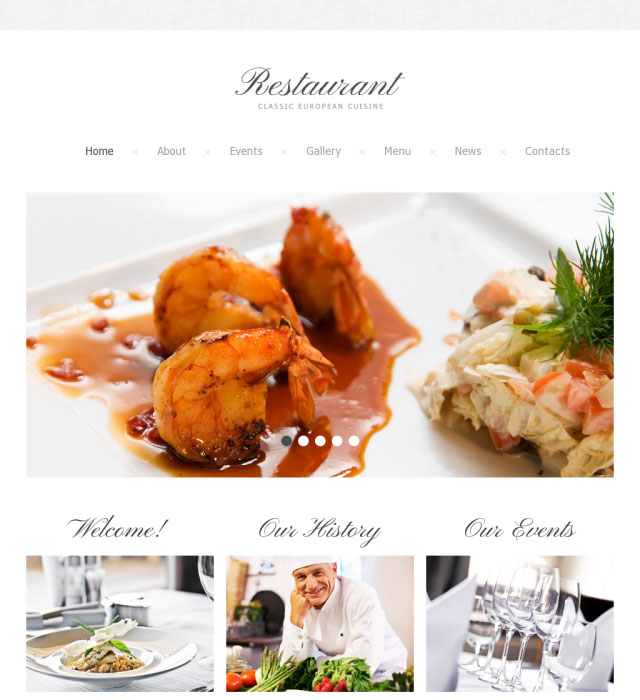 Restaurant
CLASSIC EUROPEAN CUISINE
Home × About × Events × Gallery × Menu × News × Contacts
Welcome! Our History Our Events